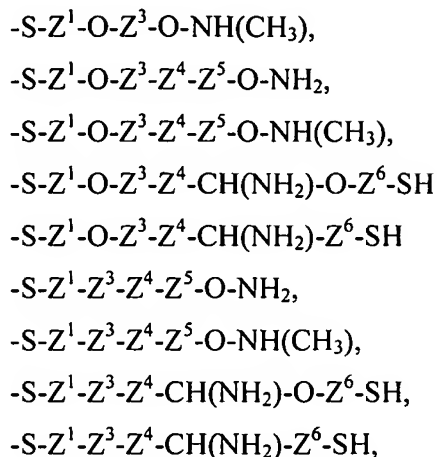 -S-Z¹-O-Z³-O-NH(CH₃),
-S-Z¹-O-Z³-Z⁴-Z⁵-O-NH₂,
-S-Z¹-O-Z³-Z⁴-Z⁵-O-NH(CH₃),
-S-Z¹-O-Z³-Z⁴-CH(NH₂)-O-Z⁶-SH
-S-Z¹-O-Z³-Z⁴-CH(NH₂)-Z⁶-SH
-S-Z¹-Z³-Z⁴-Z⁵-O-NH₂,
-S-Z¹-Z³-Z⁴-Z⁵-O-NH(CH₃),
-S-Z¹-Z³-Z⁴-CH(NH₂)-O-Z⁶-SH,
-S-Z¹-Z³-Z⁴-CH(NH₂)-Z⁶-SH,